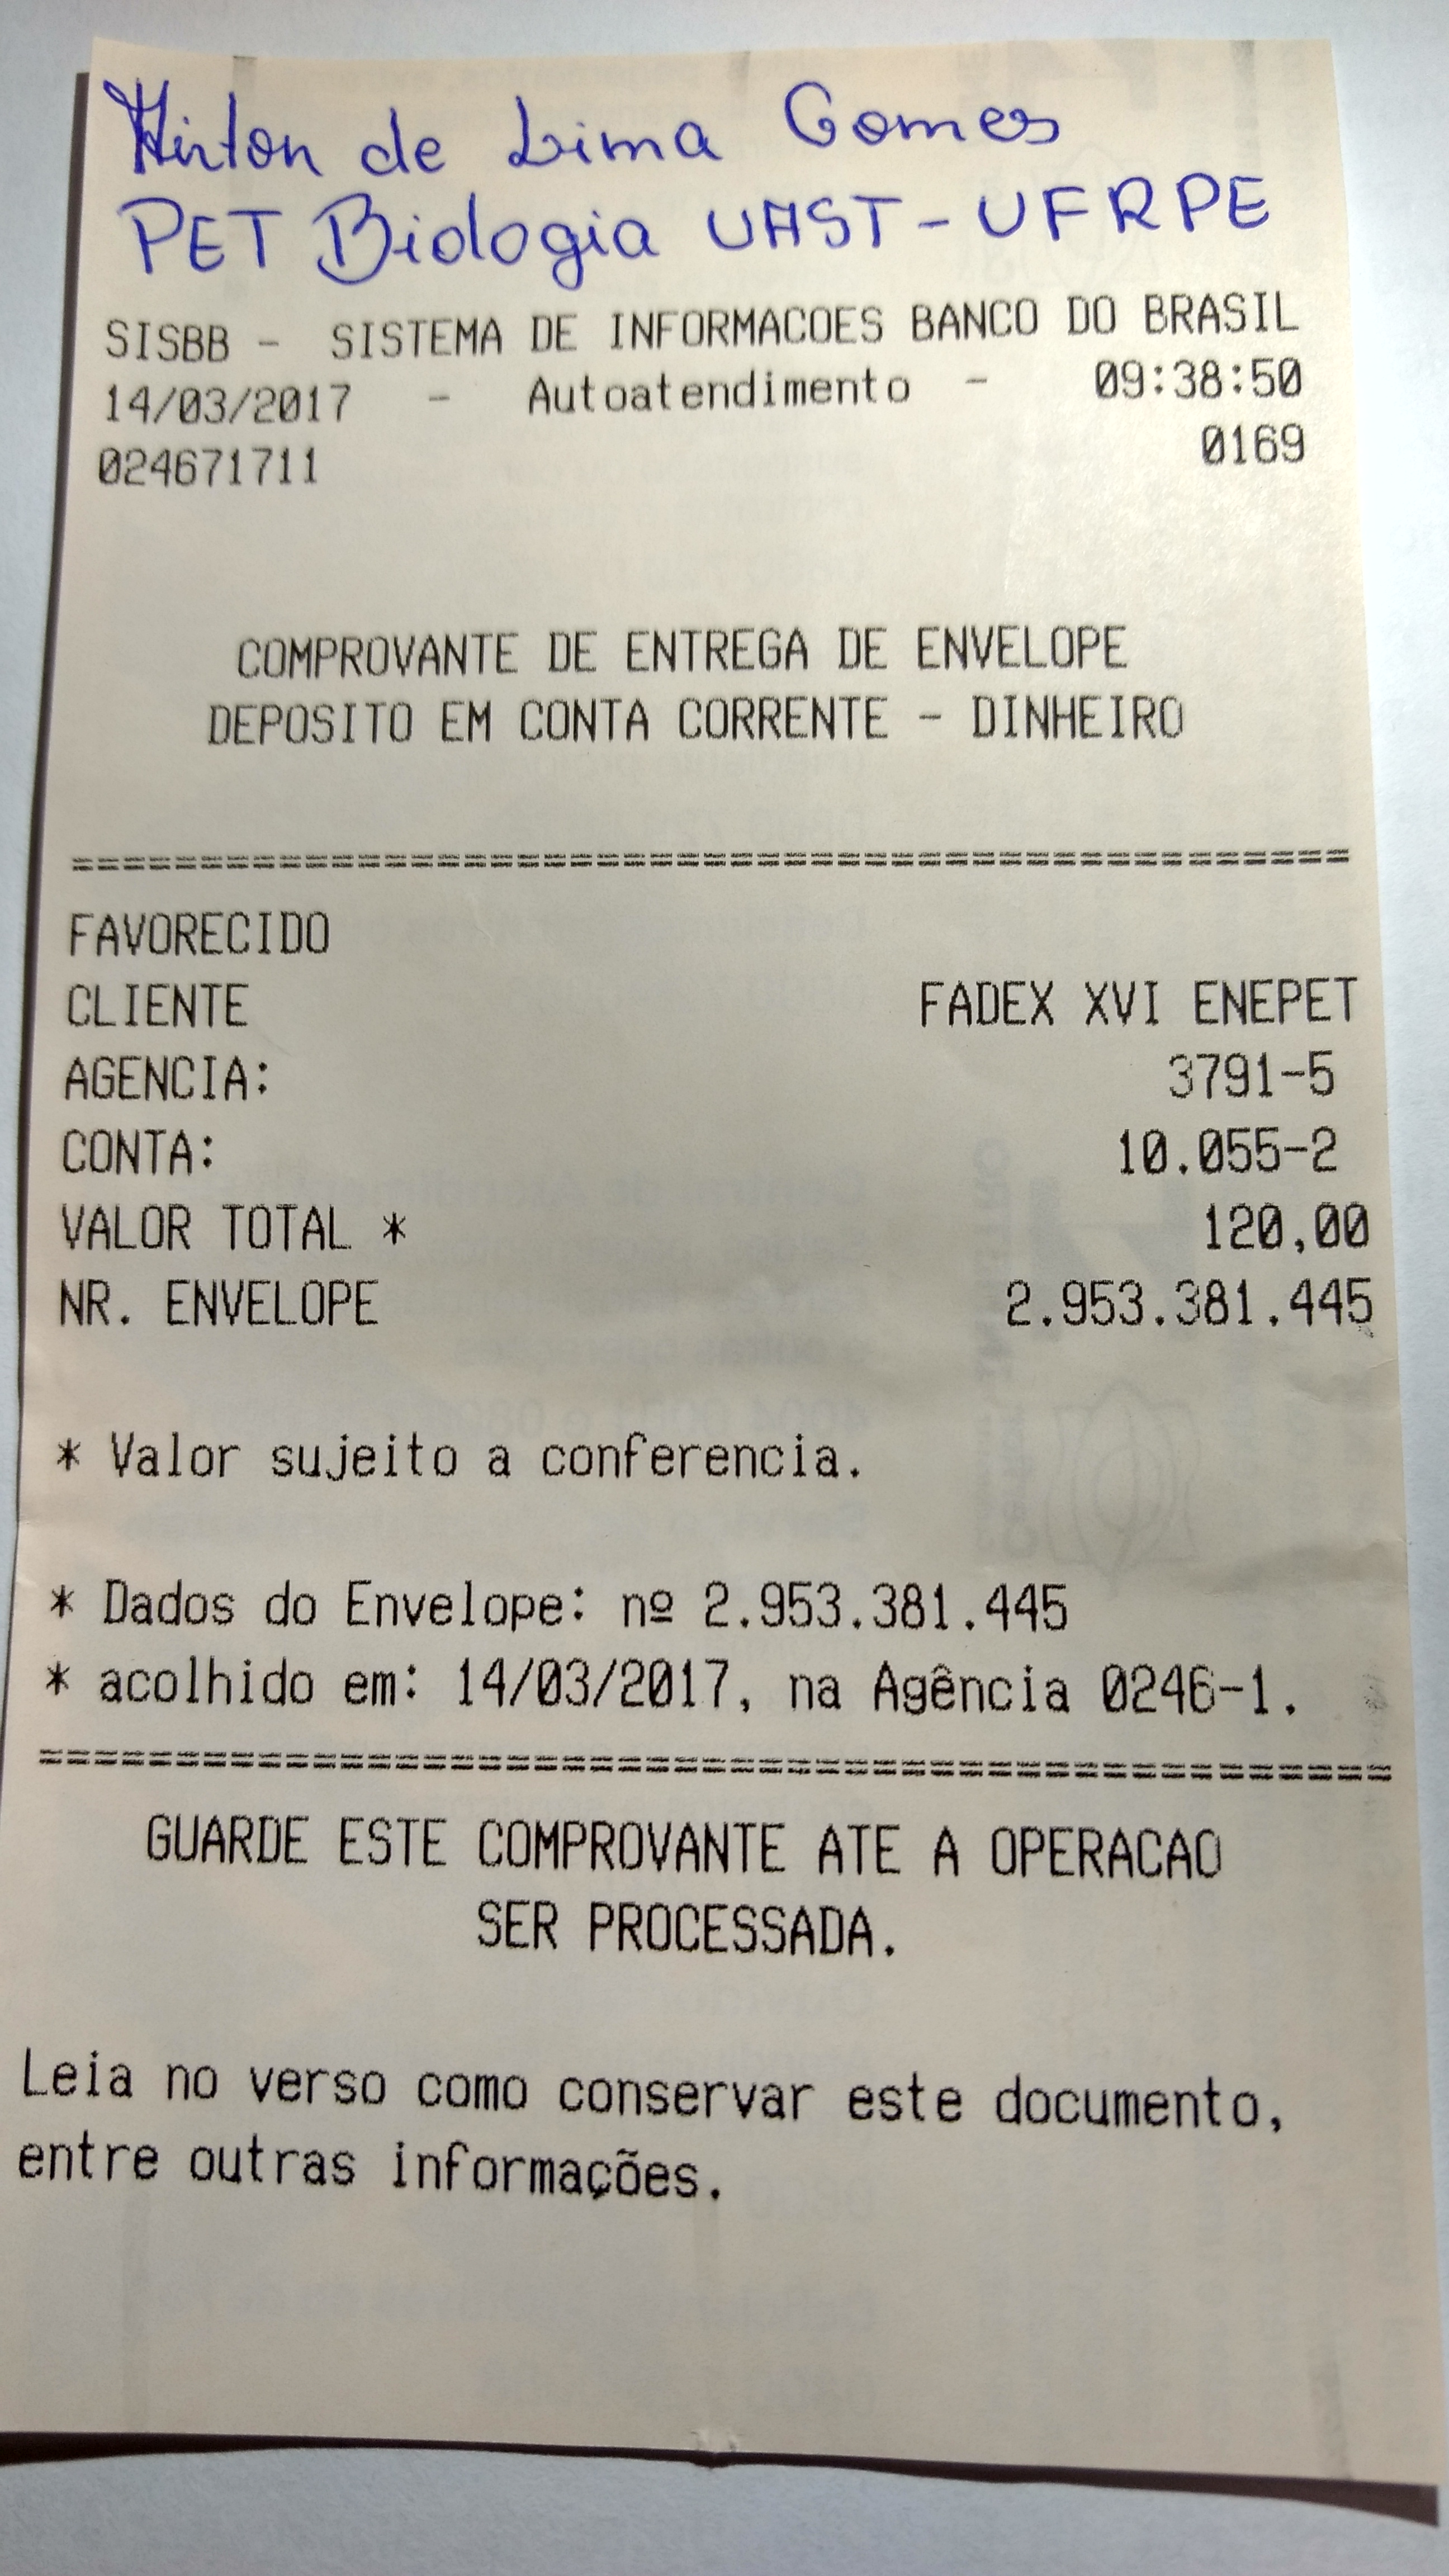 de Lima Gomes
PET Biologia UAST - UFRPE
SISBB - SISTEMA DE INFORMACOES BANCO DO BRASIL
14/03/2017 - Autoatendimento - 09:38:50
024671711 0169
COMPROVANTE DE ENTREGA DE ENVELOPE
DEPOSITO EM CONTA CORRENTE - DINHEIRO
================================================
FAVORECIDO
CLIENTE FADEX XVI ENEPET
AGENCIA: 3791-5
CONTA: 10.055-2
VALOR TOTAL * 120,00
NR. ENVELOPE 2.953.381.445
* Valor sujeito a conferencia.
* Dados do Envelope: nº 2.953.381.445
* acolhido em: 14/03/2017, na Agência 0246-1.
================================================
GUARDE ESTE COMPROVANTE ATE A OPERACAO
SER PROCESSADA.
Leia no verso como conservar este documento,
entre outras informações.